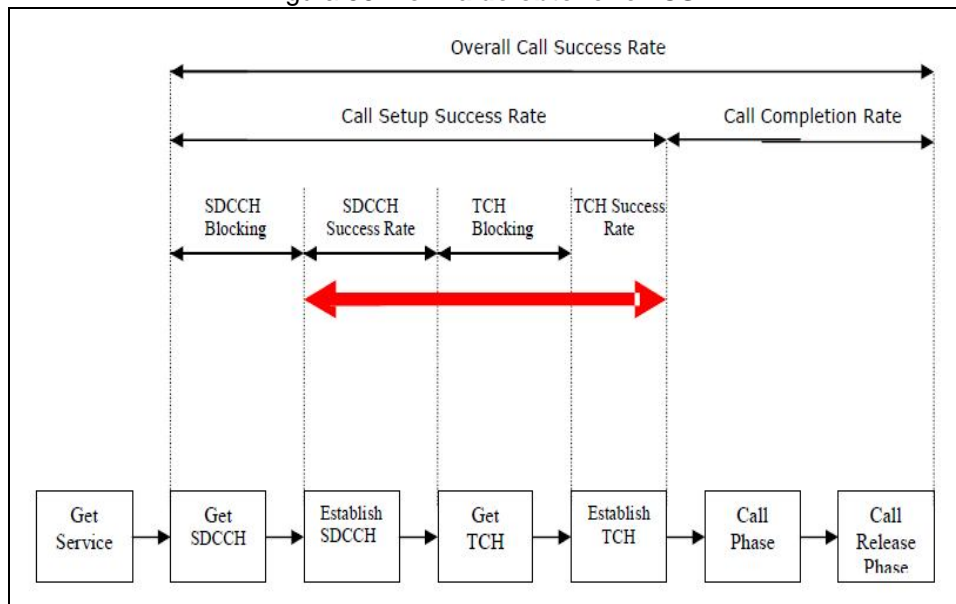 Overall Call Success Rate
Call Setup Success Rate
Call Completion Rate
SDCCH
Blocking
SDCCH
Success Rate
TCH
Blocking
TCH Success
Rate
Get
Service
Get
SDCCH
Establish
SDCCH
Get
TCH
Establish
TCH
Call
Phase
Call
Release
Phase